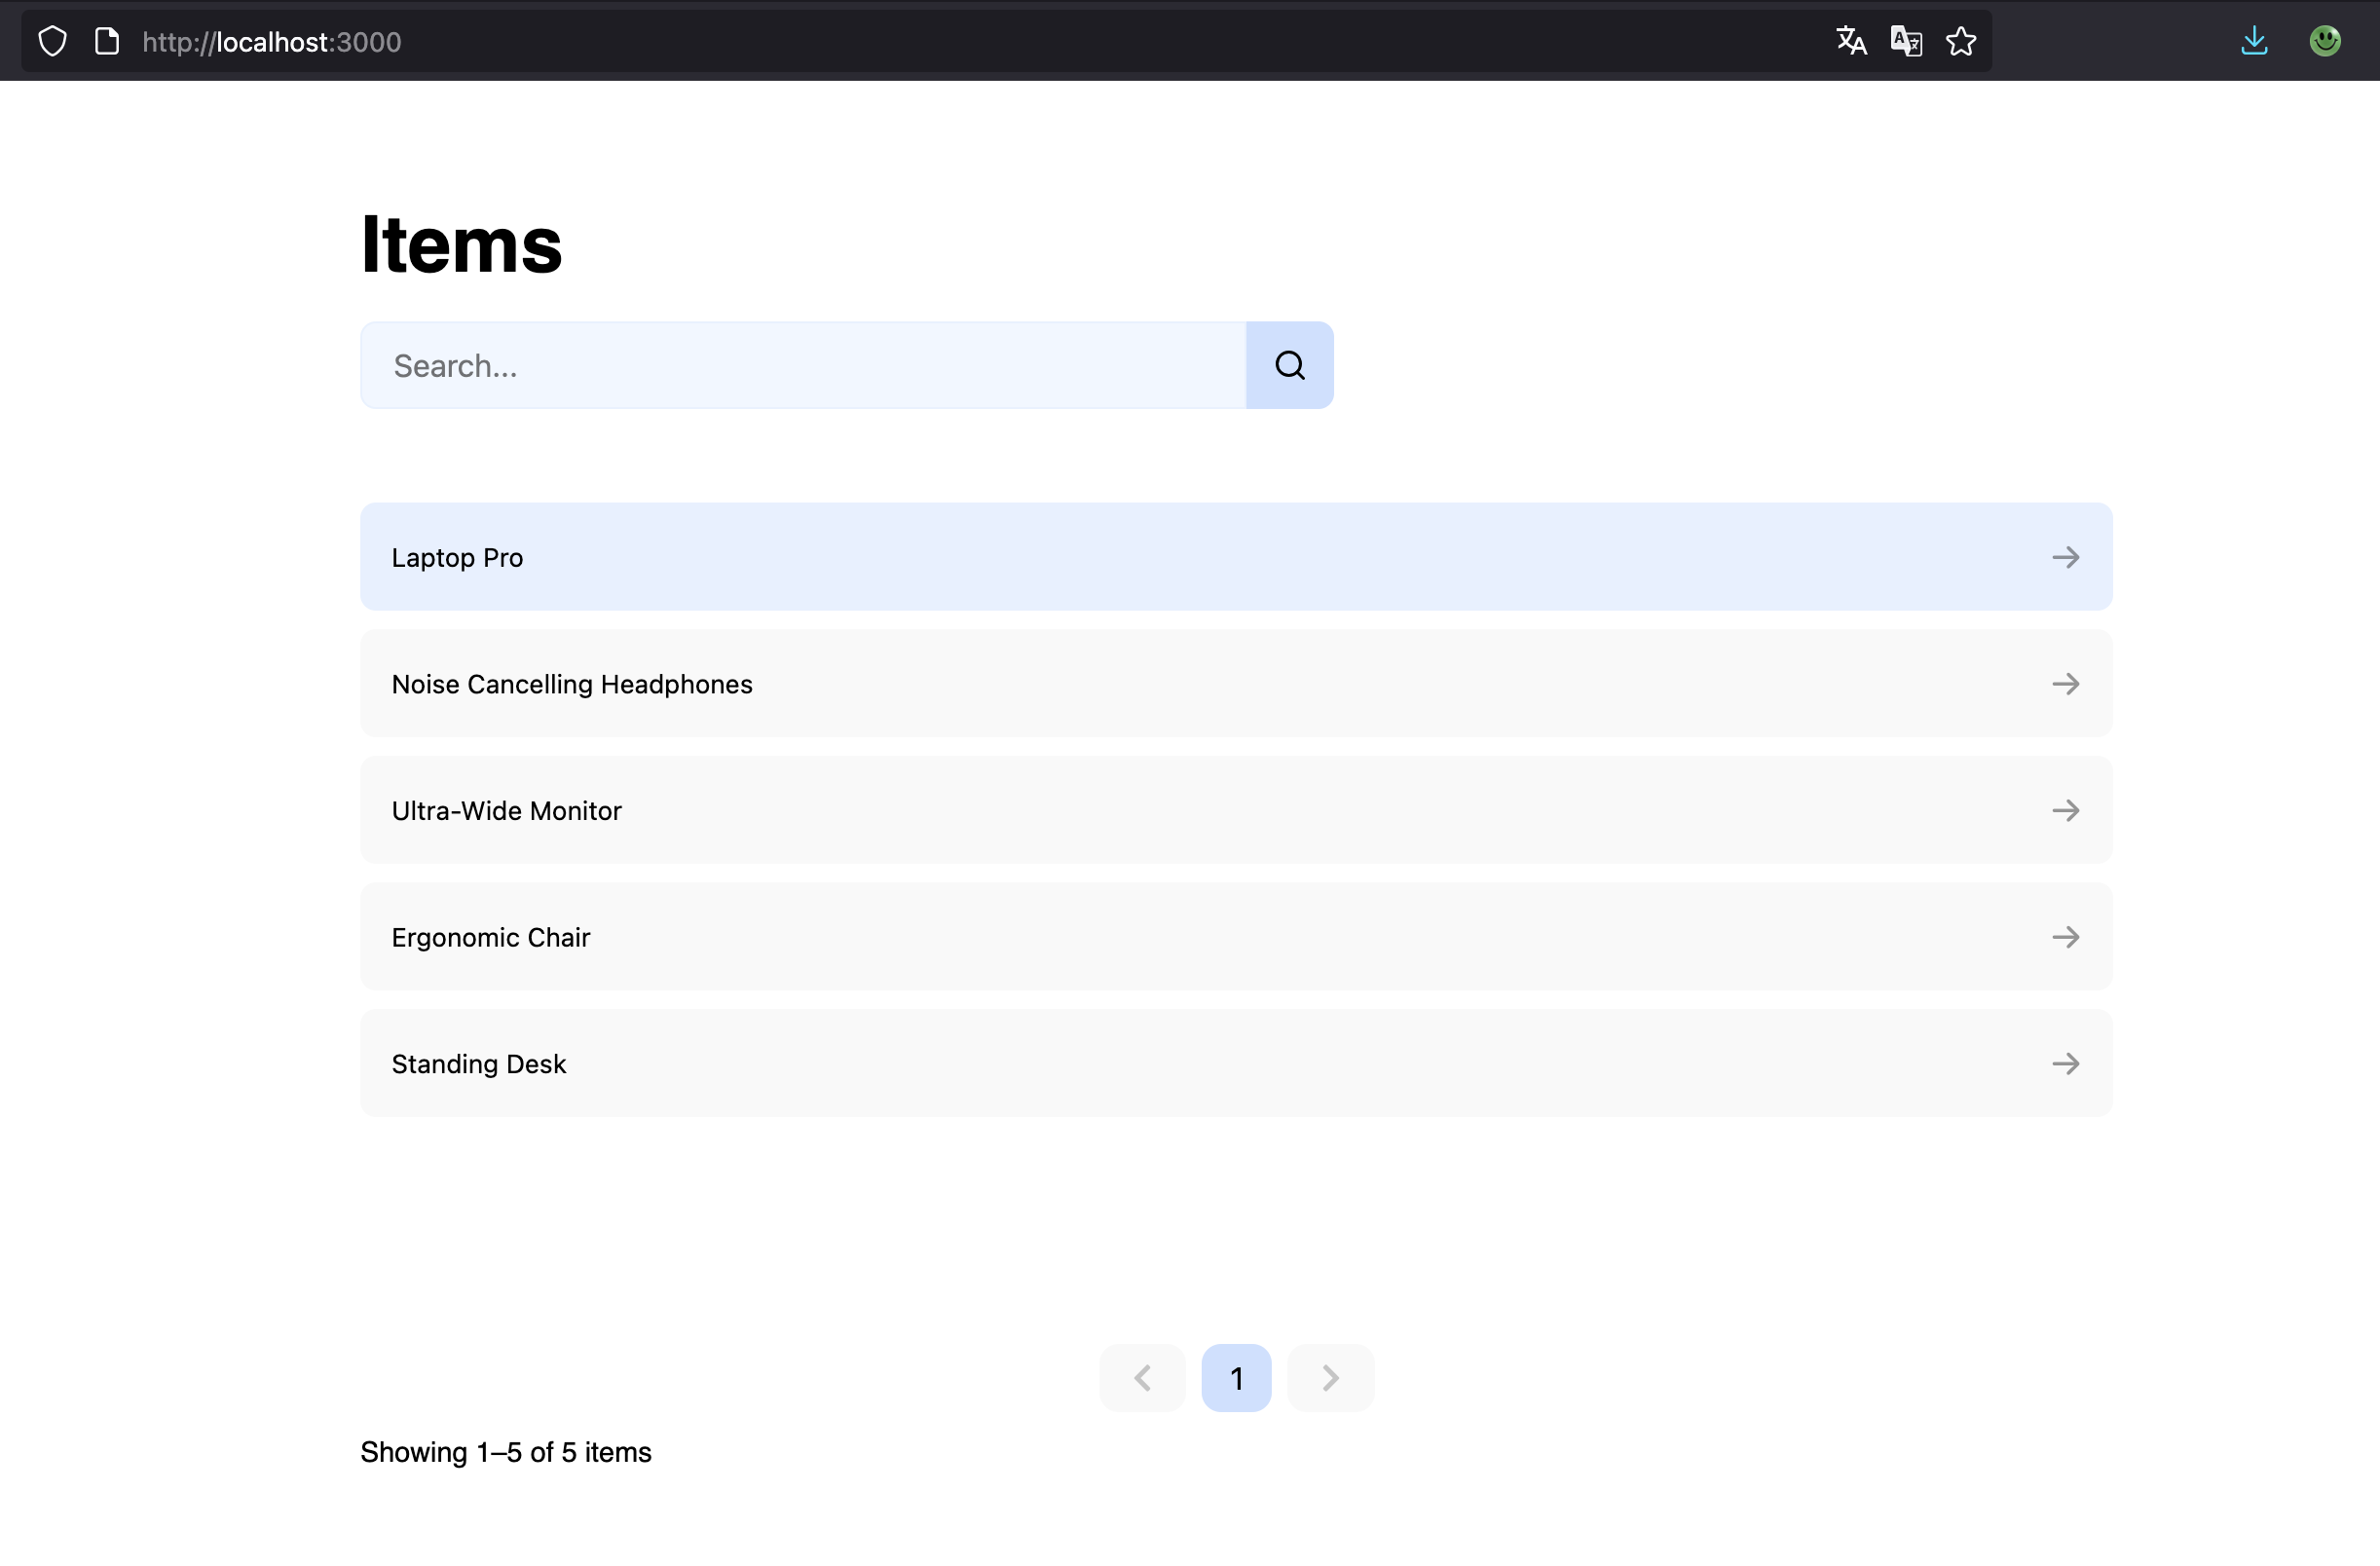 http://localhost:3000
Items
Search...
Laptop Pro
Noise Cancelling Headphones
Ultra-Wide Monitor
Ergonomic Chair
Standing Desk
1
Showing 1–5 of 5 items